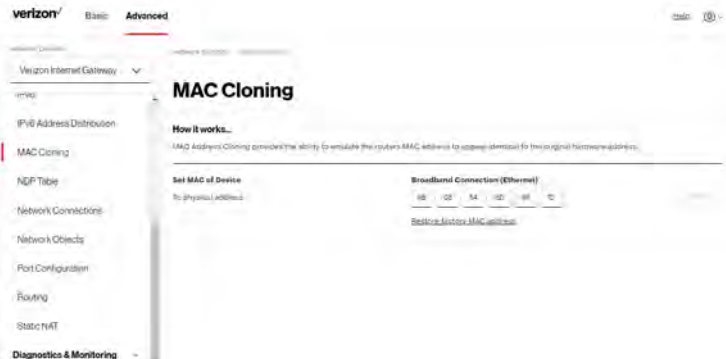 verizon✓
Basic
Advanced
Help
Verizon Internet Gateway
IPv6
IPv6 Address Distribution
MAC Cloning
NDP Table
Network Connections
Network Objects
Port Configuration
Routing
Static NAT
Diagnostics & Monitoring
MAC Cloning
How it works...
MAC Address Cloning provides the ability to emulate the routers MAC address to appear identical to the original hardware address.
Set MAC of Device
Broadband Connection (Ethernet)
To physical address
Restore factory MAC address